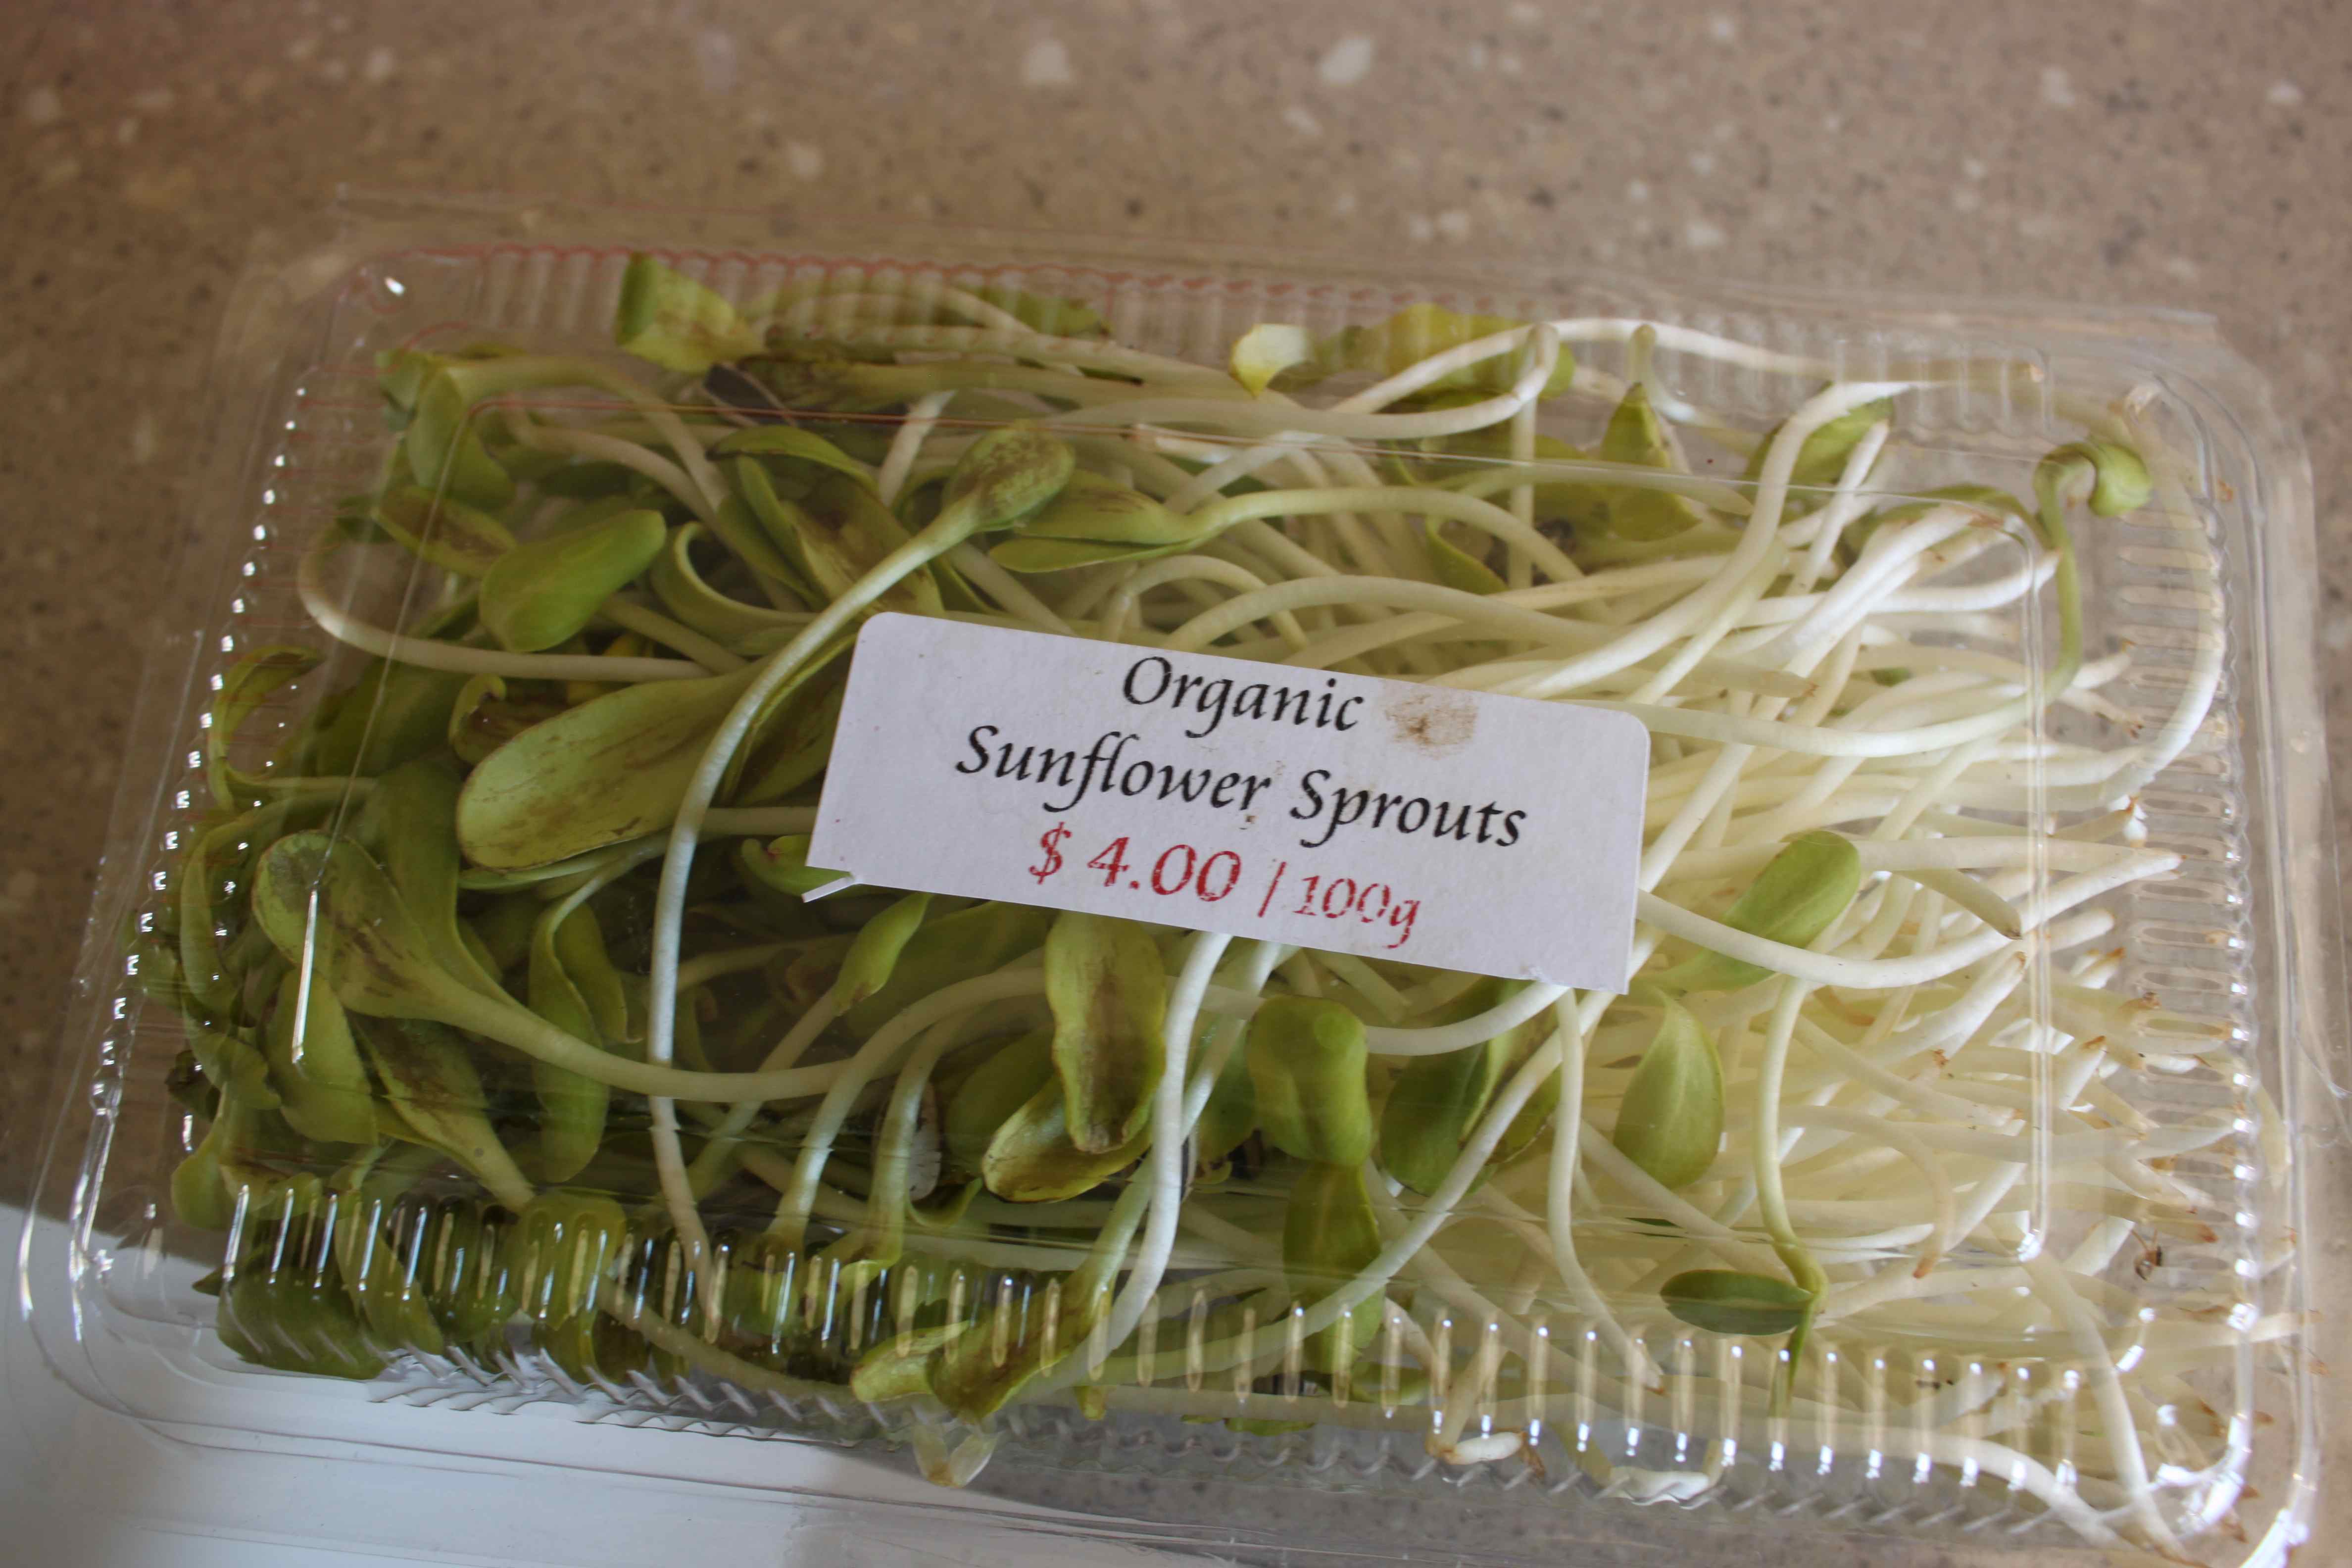 Organic
Sunflower Sprouts
$ 4.00 / 100g